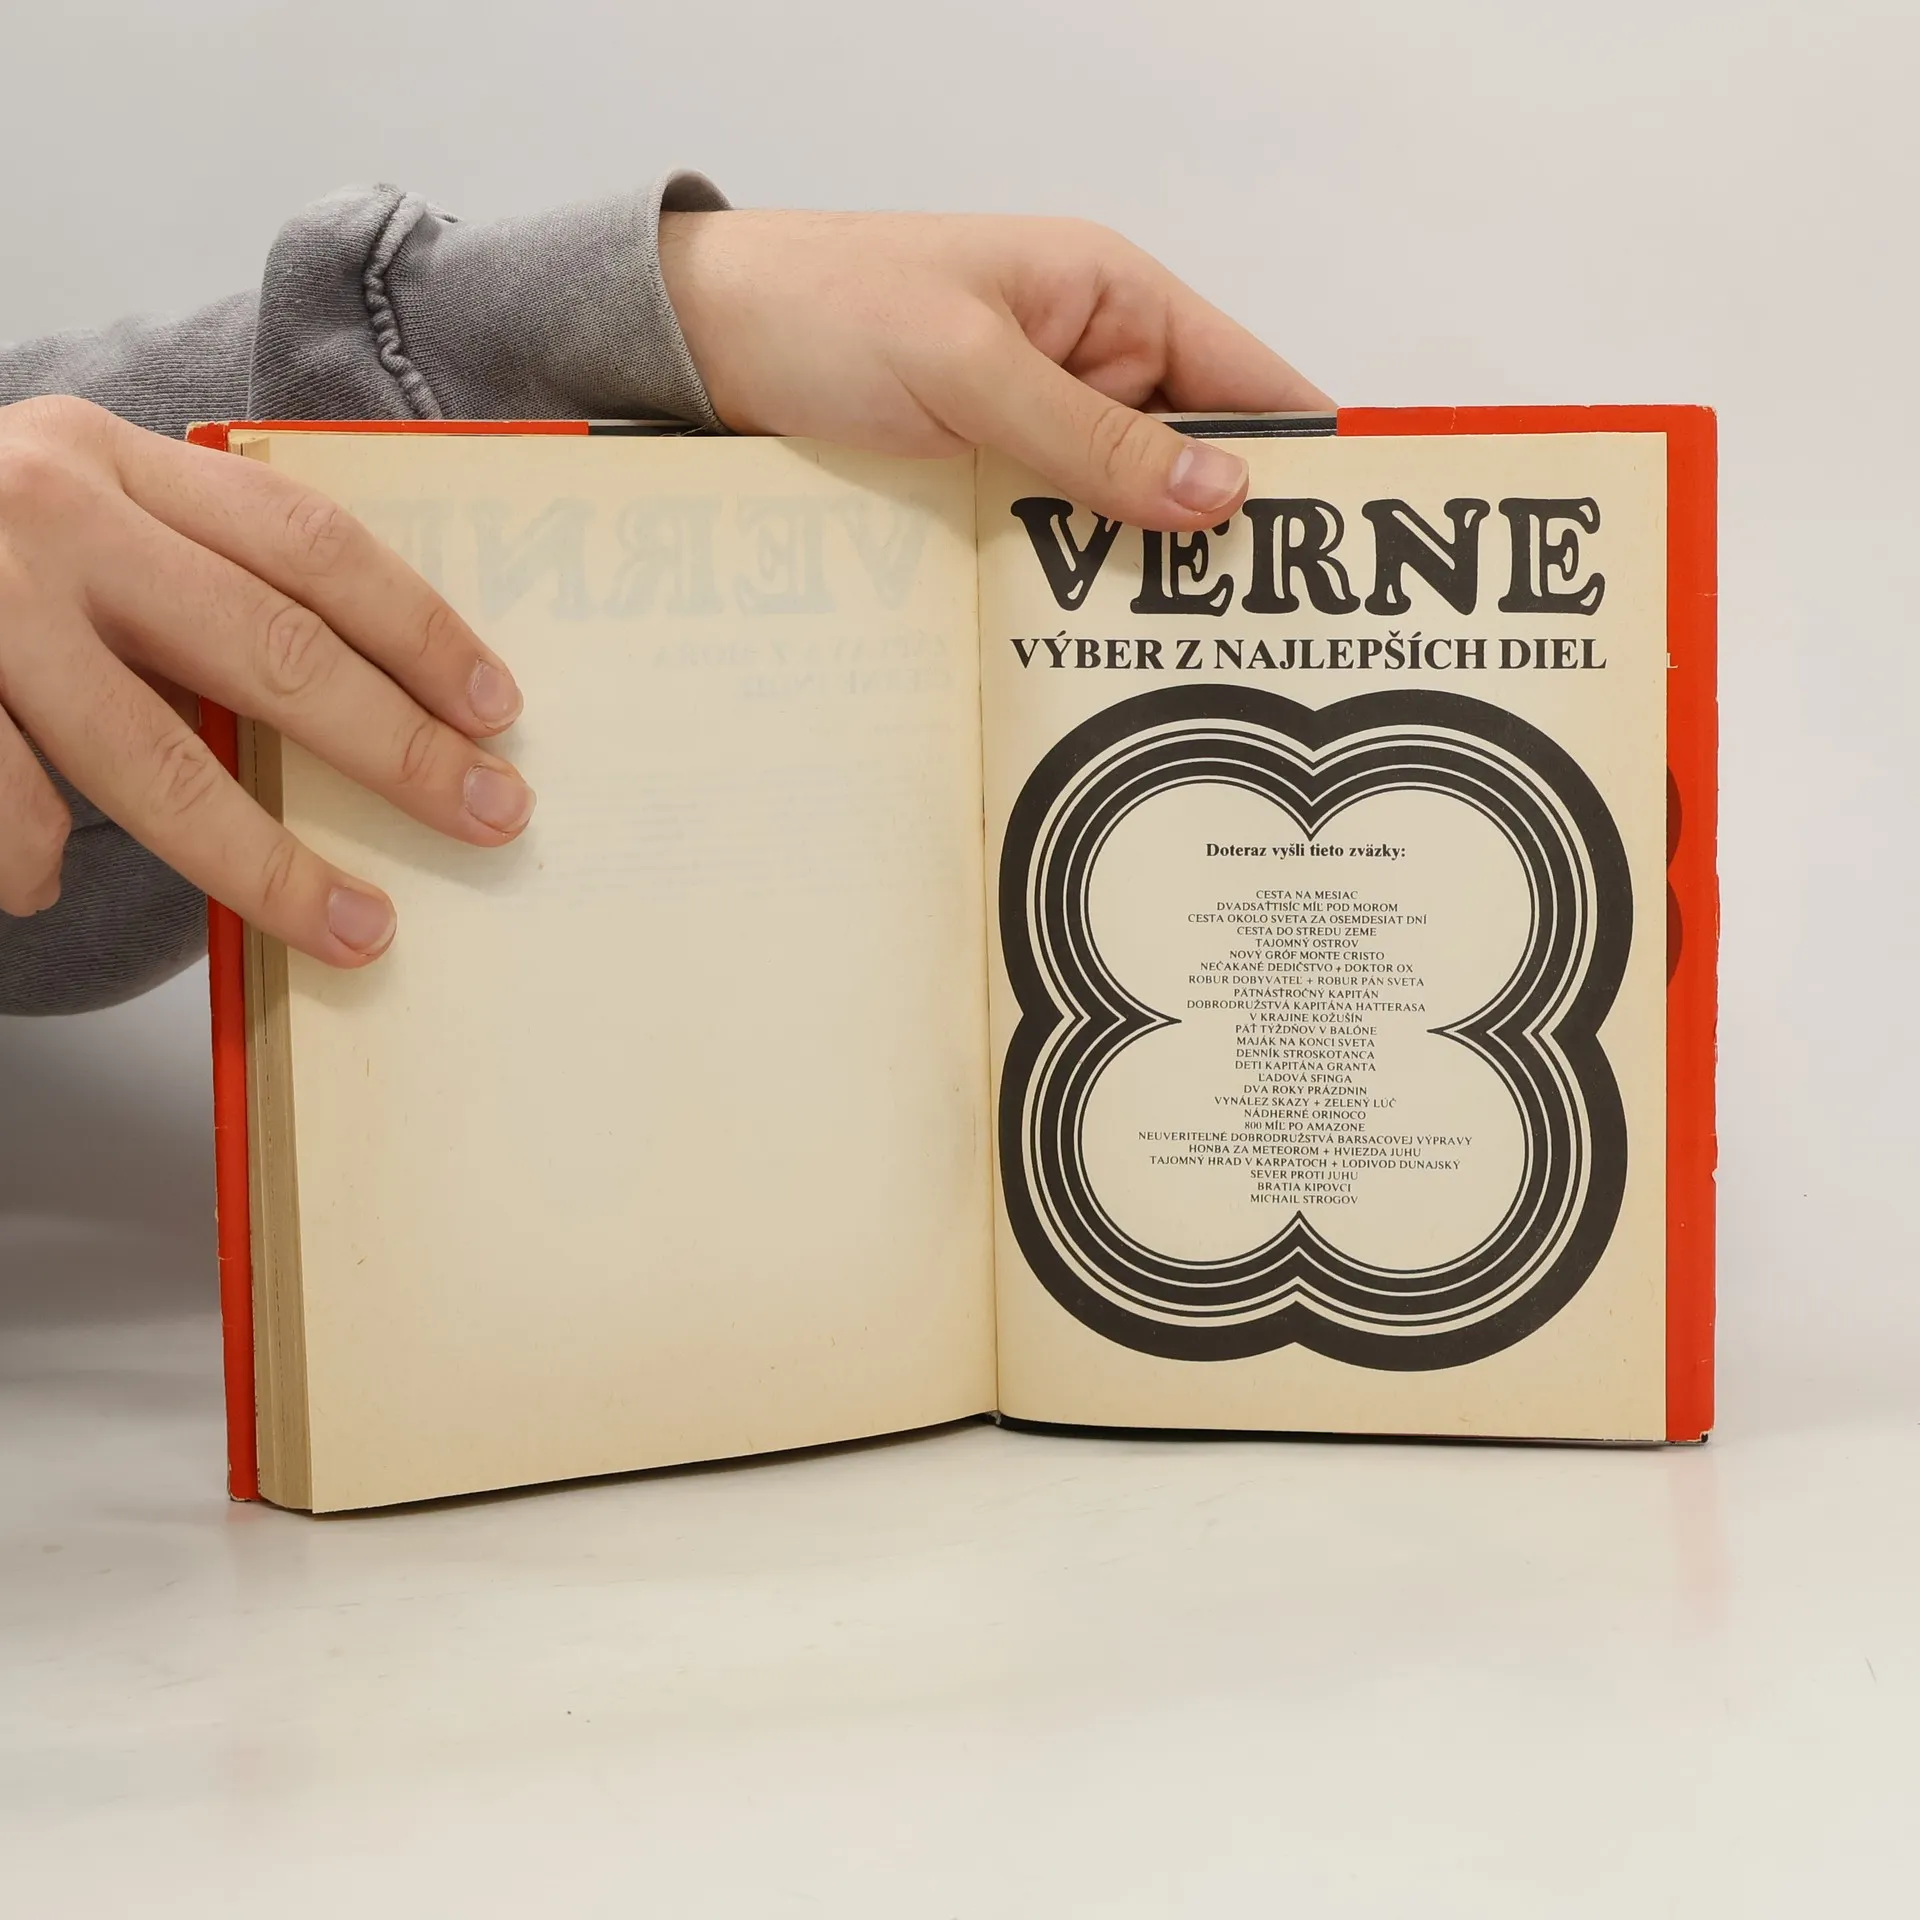 VERNE
VÝBER Z NAJLEPŠÍCH DIEL
L
Doteraz vyšli tieto zväzky:
CESTA NA MESIAC
DVADSAŤTISÍC MÍĽ POD MOROM
CESTA OKOLO SVETA ZA OSEMDESIAT DNÍ
CESTA DO STREDU ZEME
TAJOMNÝ OSTROV
NOVÝ GRÓF MONTE CRISTO
NEČAKANÉ DEDIČSTVO + DOKTOR OX
ROBUR DOBYVATEĽ + ROBUR PÁN SVETA
PÄTNÁSŤROČNÝ KAPITÁN
DOBRODRUŽSTVÁ KAPITÁNA HATTERASA
V KRAJINE KOŽUŠÍN
PÄŤ TÝŽDŇOV V BALÓNE
MAJÁK NA KONCI SVETA
DENNÍK STROSKOTANCA
DETI KAPITÁNA GRANTA
ĽADOVÁ SFINGA
DVA ROKY PRÁZDNIN
VYNÁLEZ SKAZY + ZELENÝ LÚČ
NÁDHERNÉ ORINOCO
800 MÍĽ PO AMAZONE
NEUVERITEĽNÉ DOBRODRUŽSTVÁ BARSACOVEJ VÝPRAVY
HONBA ZA METEOROM + HVIEZDA JUHU
TAJOMNÝ HRAD V KARPATOCH + LODIVOD DUNAJSKÝ
SEVER PROTI JUHU
BRATIA KIPOVCI
MICHAIL STROGOV